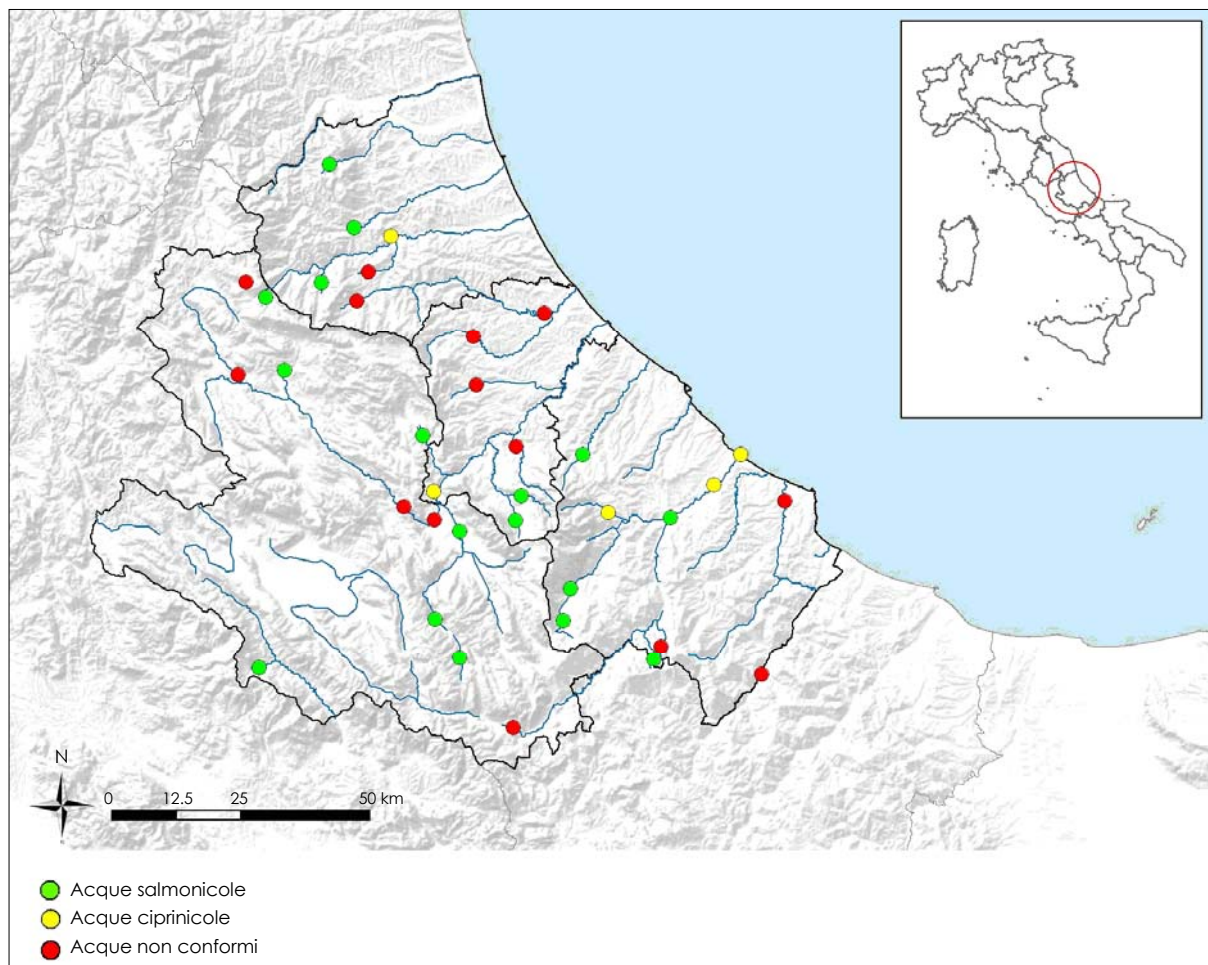 N
0 12.5 25 50 km
Acque salmonicole
Acque ciprinicole
Acque non conformi